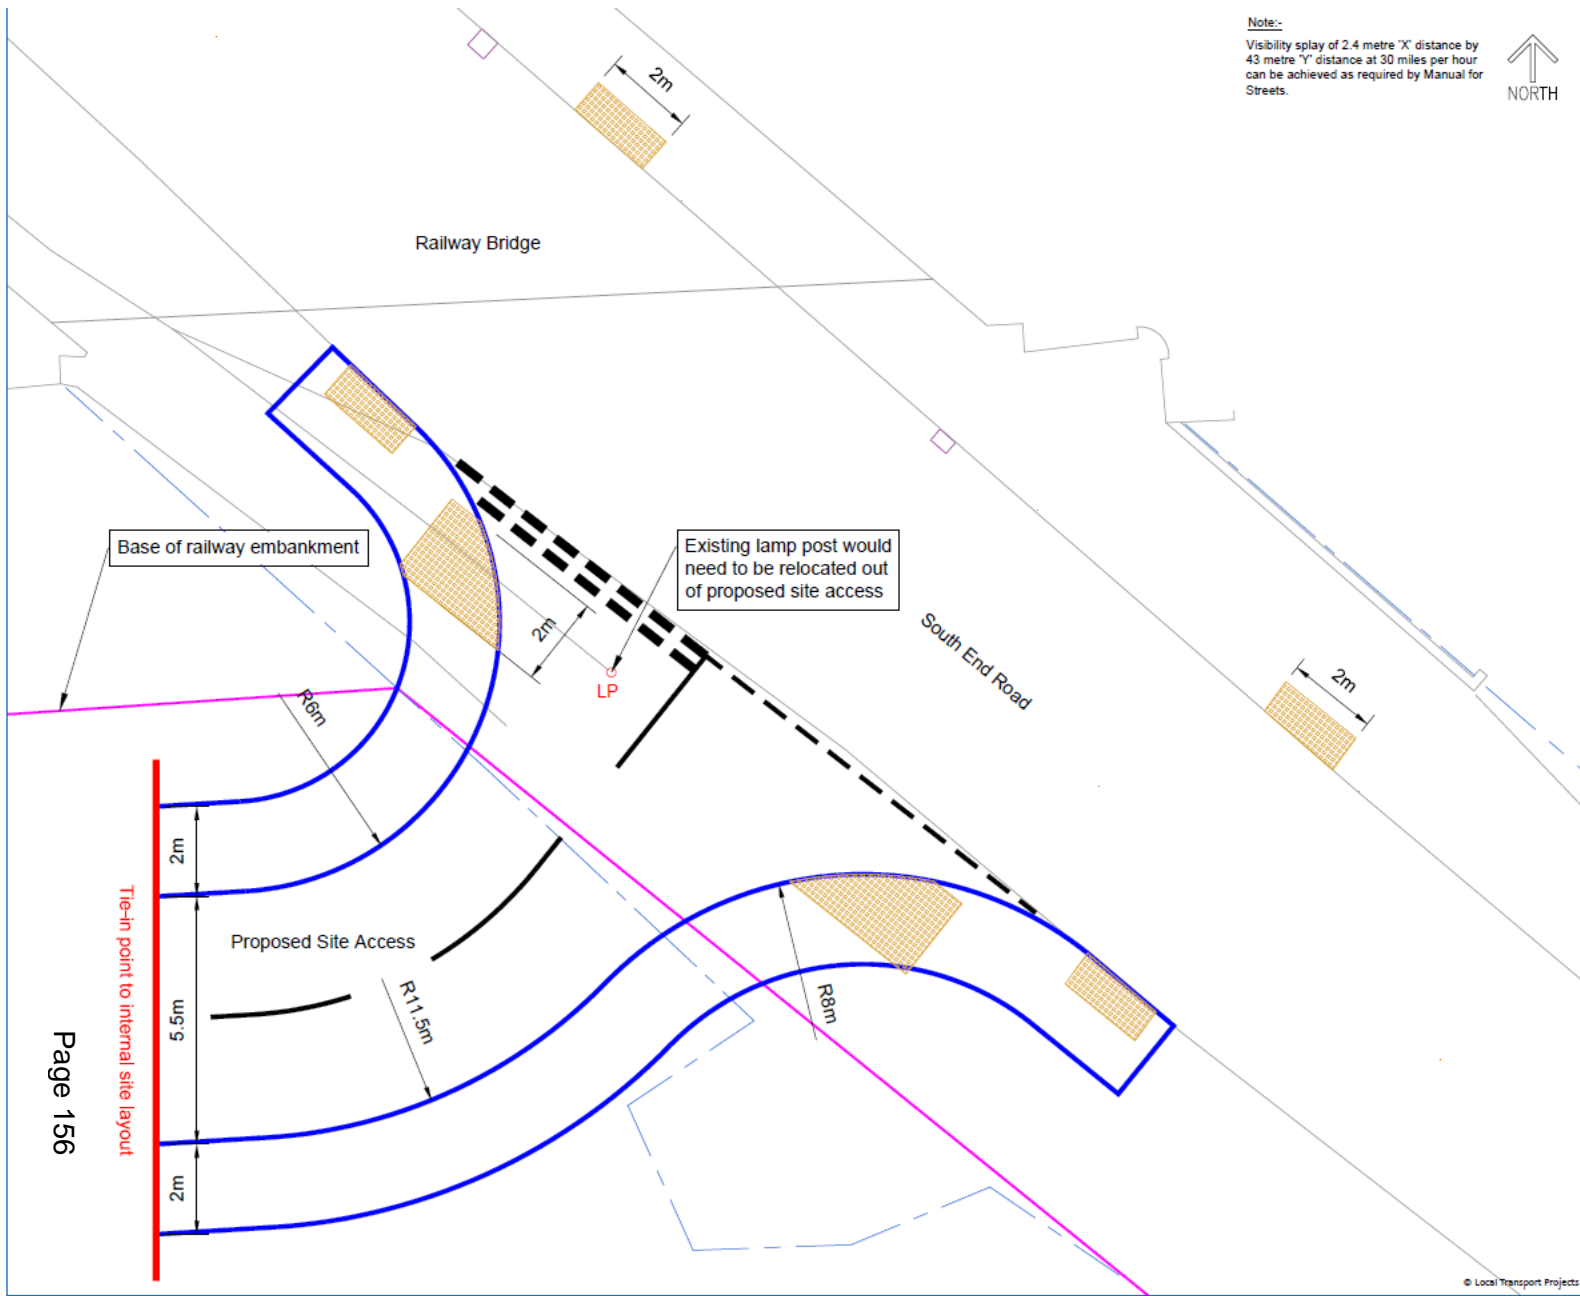 Note:-
Visibility splay of 2.4 metre 'X' distance by
43 metre 'Y' distance at 30 miles per hour
can be achieved as required by Manual for
Streets.
NORTH
2m
Railway Bridge
Base of railway embankment
Existing lamp post would
need to be relocated out
of proposed site access
2m
LP
South End Road
2m
R6m
2m
Proposed Site Access
5.5m
R11.5m
R8m
2m
Tie-in point to internal site layout
Page 156
© Local Transport Projects